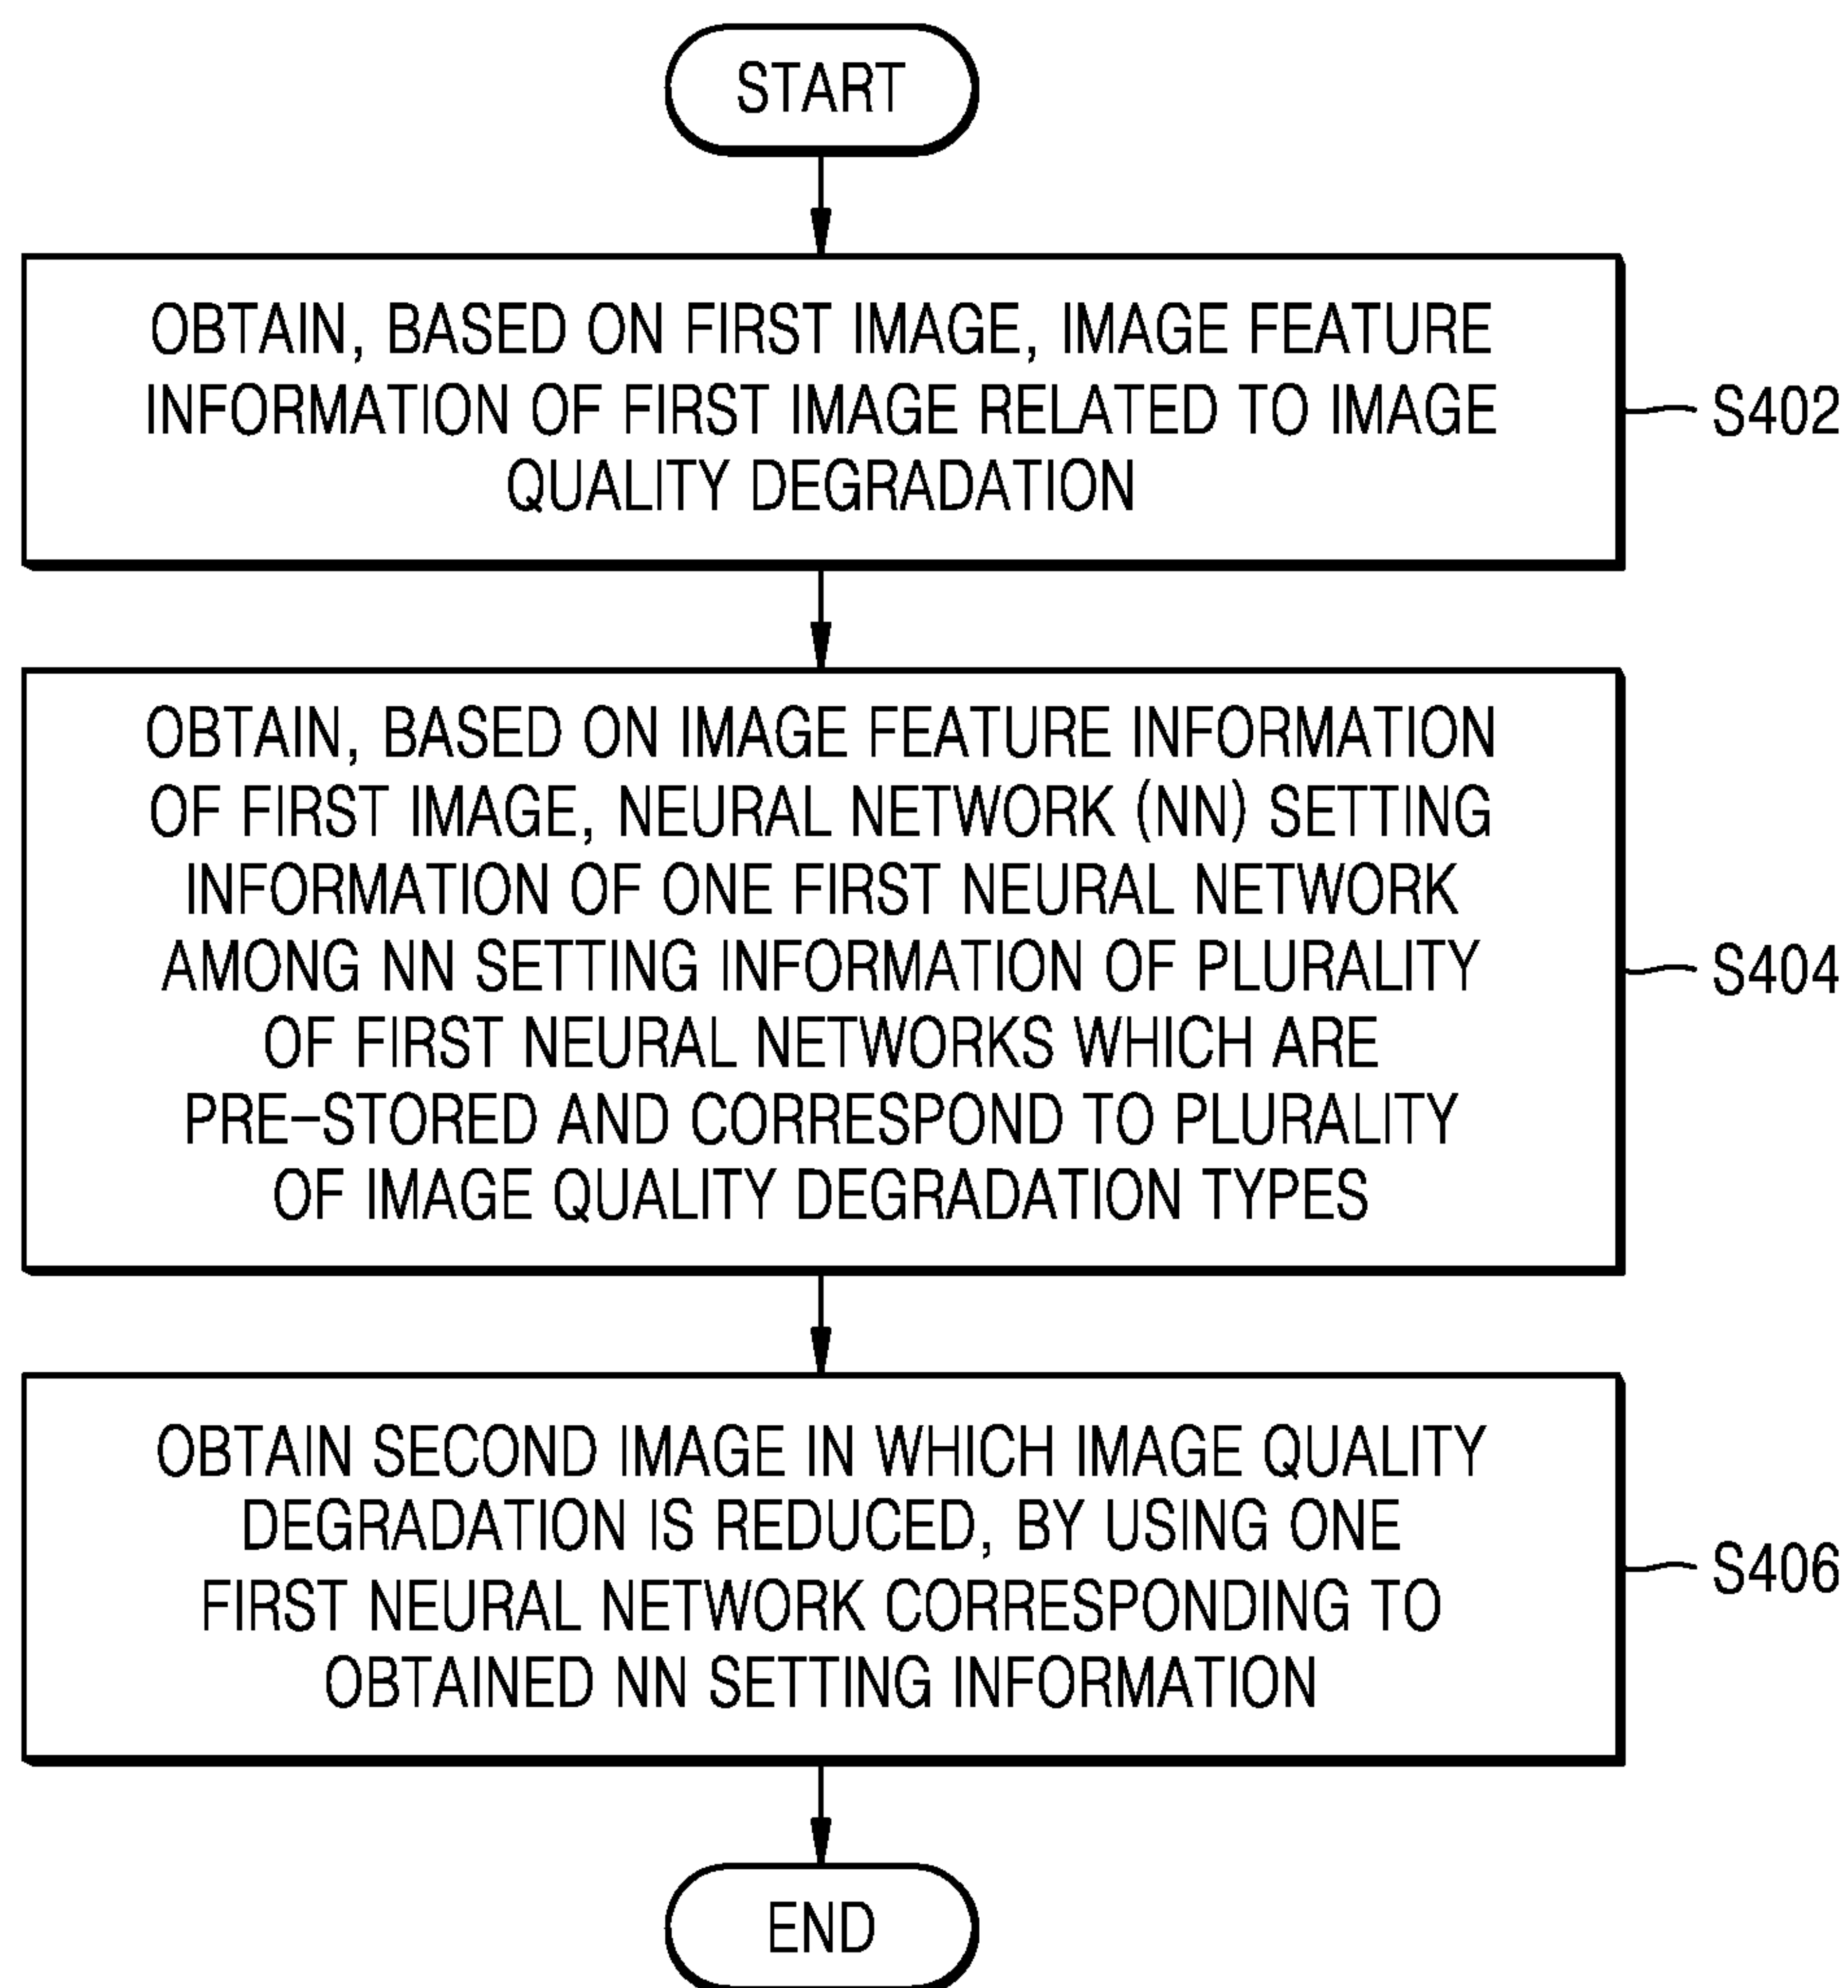 START
OBTAIN, BASED ON FIRST IMAGE, IMAGE FEATURE
INFORMATION OF FIRST IMAGE RELATED TO IMAGE
QUALITY DEGRADATION
S402
OBTAIN, BASED ON IMAGE FEATURE INFORMATION
OF FIRST IMAGE, NEURAL NETWORK (NN) SETTING
INFORMATION OF ONE FIRST NEURAL NETWORK
AMONG NN SETTING INFORMATION OF PLURALITY
OF FIRST NEURAL NETWORKS WHICH ARE
PRE-STORED AND CORRESPOND TO PLURALITY
OF IMAGE QUALITY DEGRADATION TYPES
S404
OBTAIN SECOND IMAGE IN WHICH IMAGE QUALITY
DEGRADATION IS REDUCED, BY USING ONE
FIRST NEURAL NETWORK CORRESPONDING TO
OBTAINED NN SETTING INFORMATION
S406
END